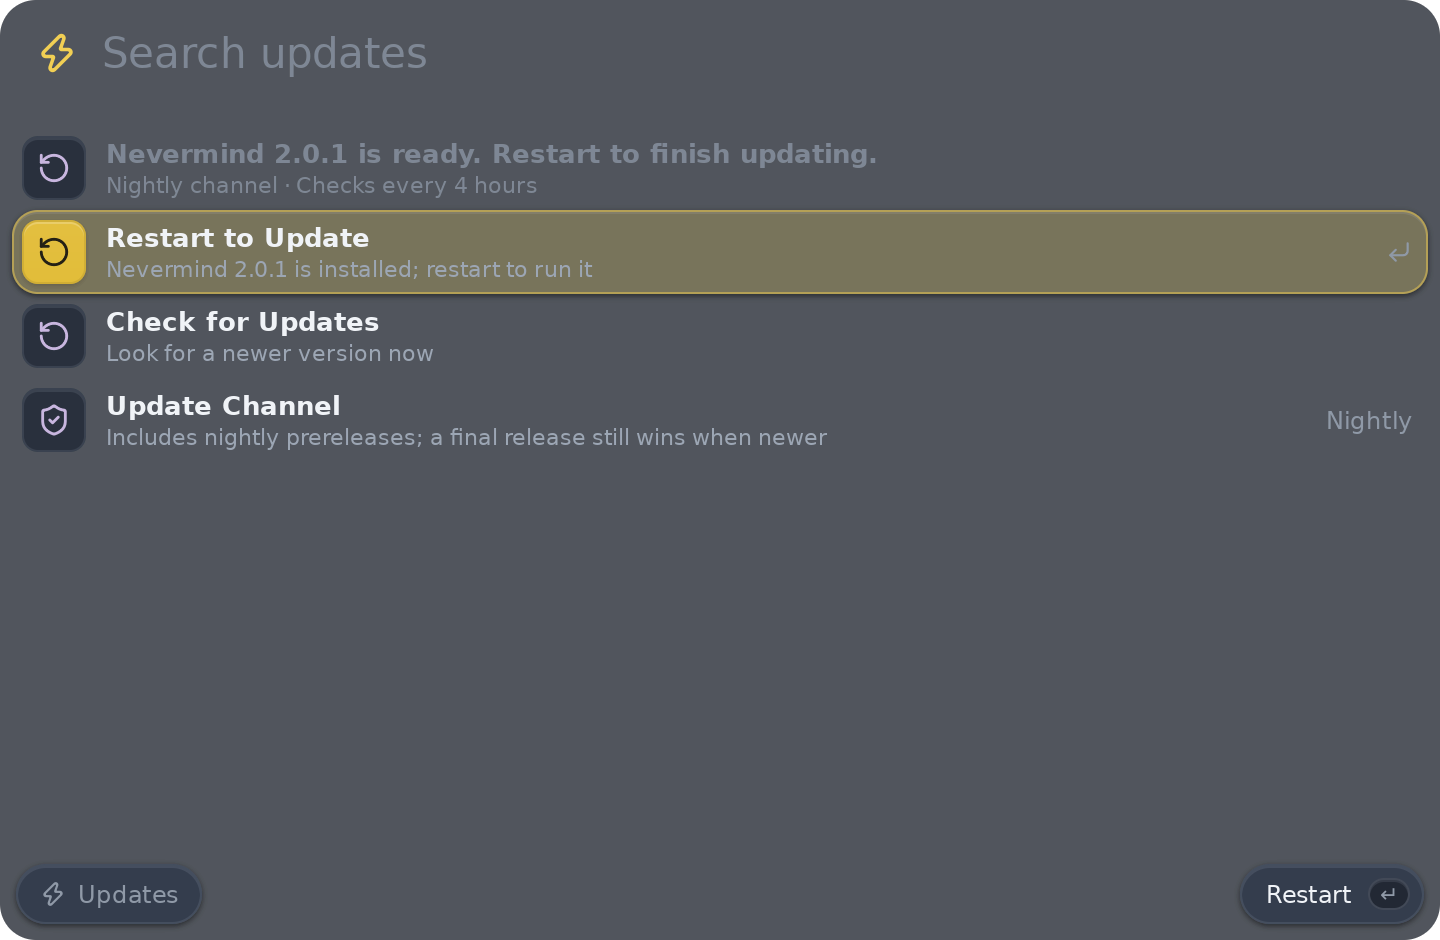 Search updates
Nevermind 2.0.1 is ready. Restart to finish updating.
Nightly channel · Checks every 4 hours
Restart to Update
Nevermind 2.0.1 is installed; restart to run it
Check for Updates
Look for a newer version now
Update Channel
Includes nightly prereleases; a final release still wins when newer
Nightly
Updates
Restart